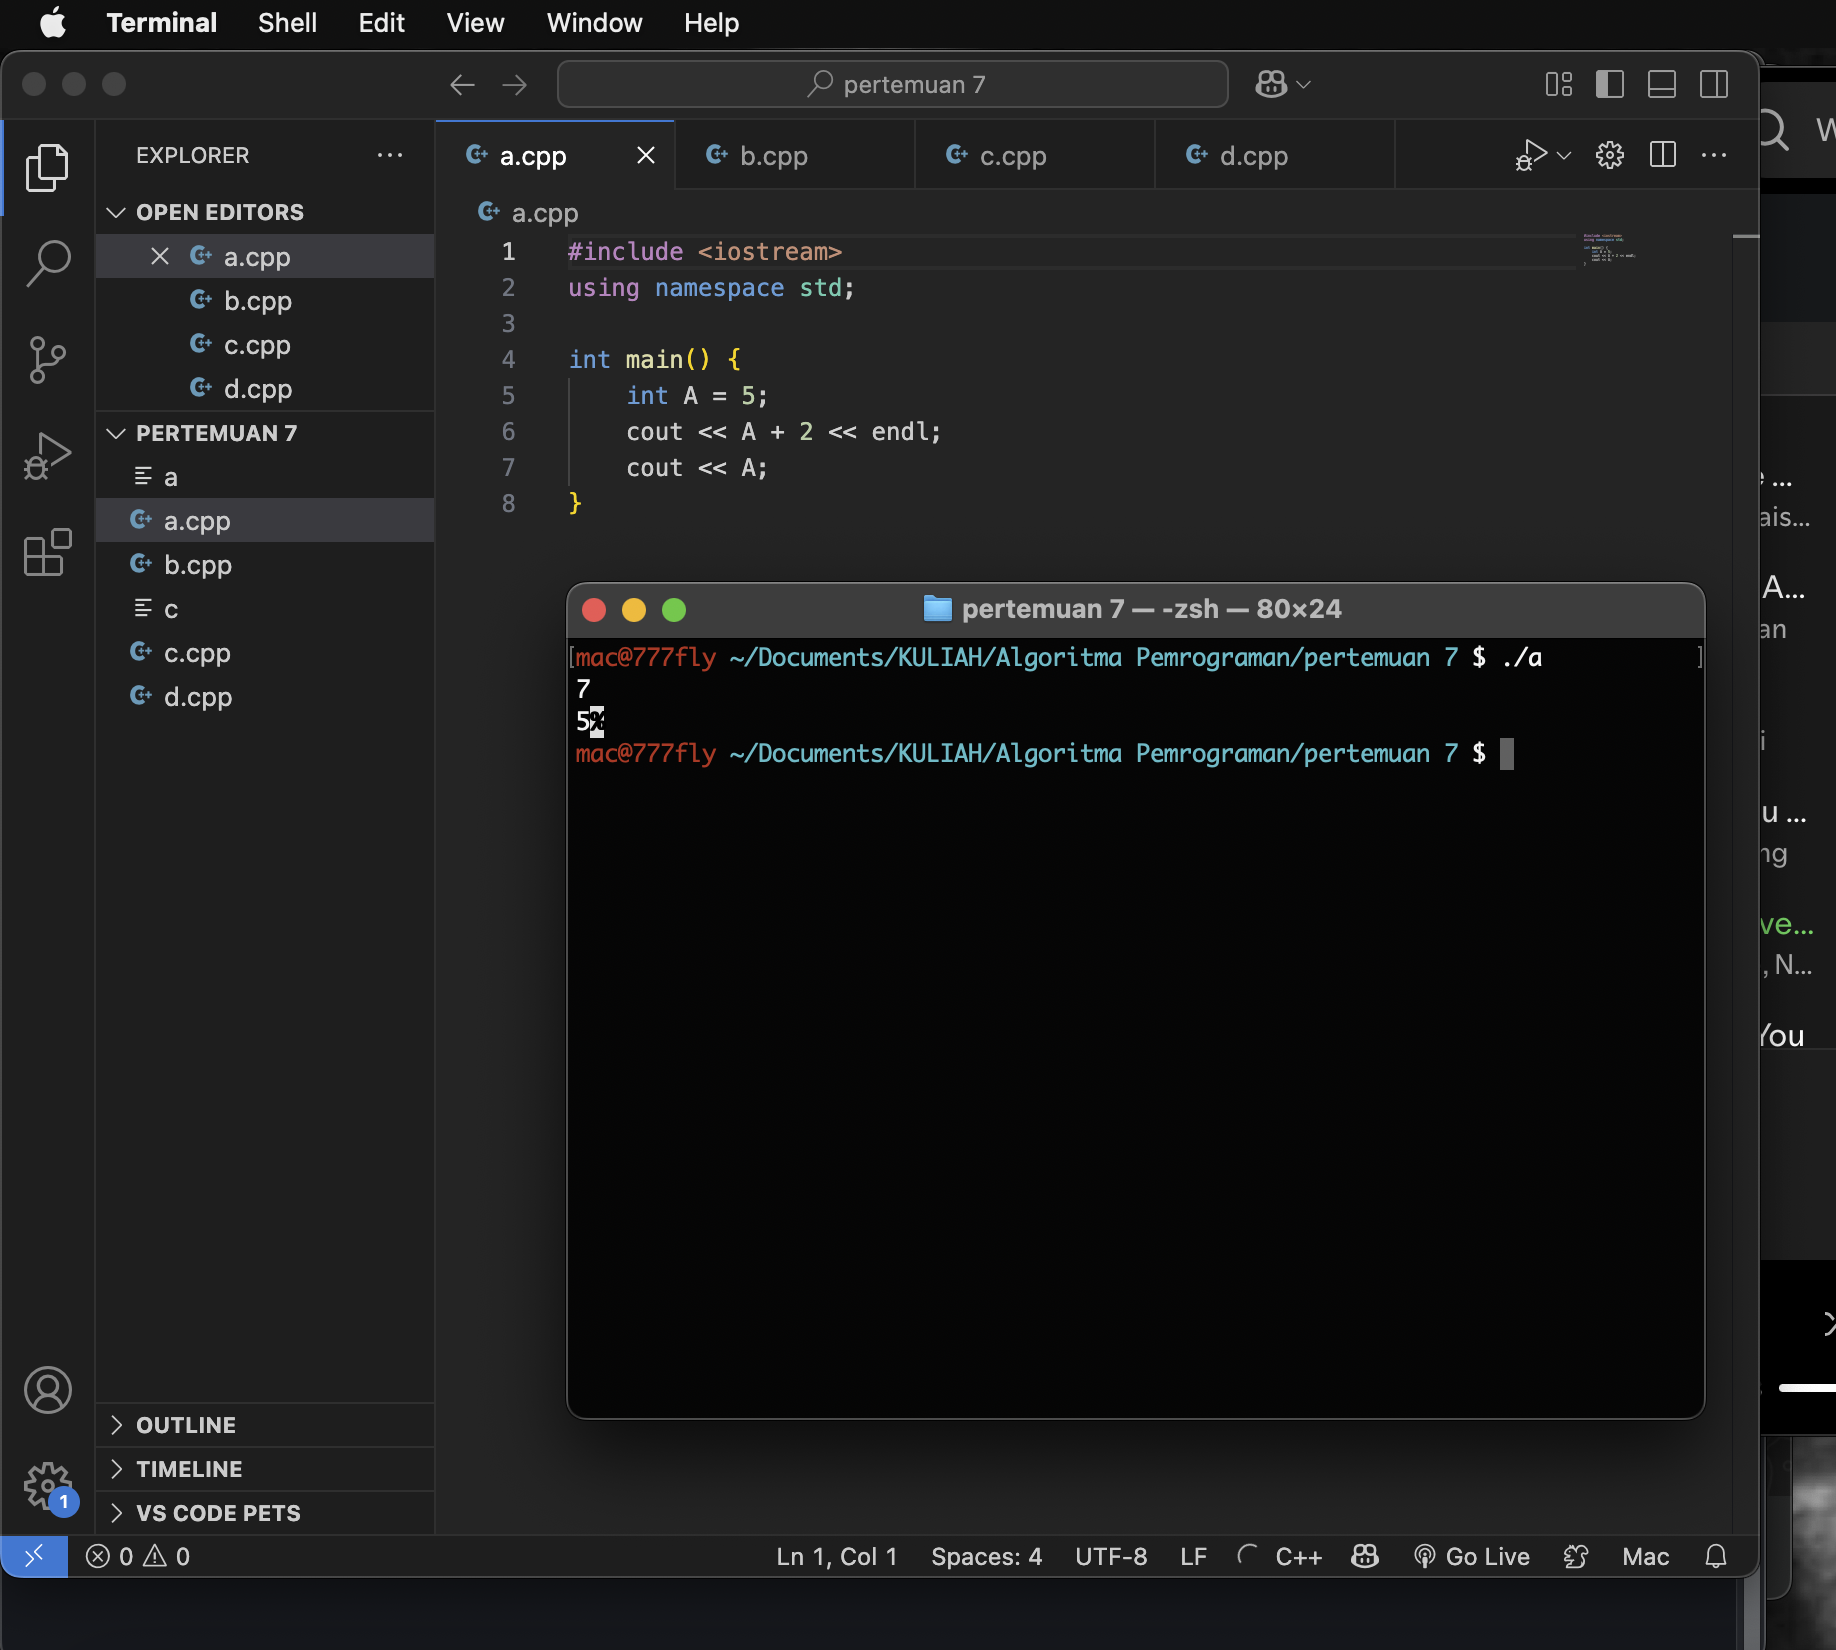 Terminal Shell Edit View Window Help
pertemuan 7
EXPLORER
a.cpp b.cpp c.cpp d.cpp
OPEN EDITORS
a.cpp
b.cpp
c.cpp
d.cpp
PERTEMUAN 7
a
a.cpp
b.cpp
c
c.cpp
d.cpp
OUTLINE
TIMELINE
VS CODE PETS
1
a.cpp
1 #include <iostream>
2 using namespace std;
3
4 int main() {
5     int A = 5;
6     cout << A + 2 << endl;
7     cout << A;
8 }
pertemuan 7 — -zsh — 80×24
[mac@777fly ~/Documents/KULIAH/Algoritma Pemrograman/pertemuan 7 $ ./a ]
7
5%
mac@777fly ~/Documents/KULIAH/Algoritma Pemrograman/pertemuan 7 $
0 0 Ln 1, Col 1 Spaces: 4 UTF-8 LF C++ Go Live Mac
A...
, N...
You